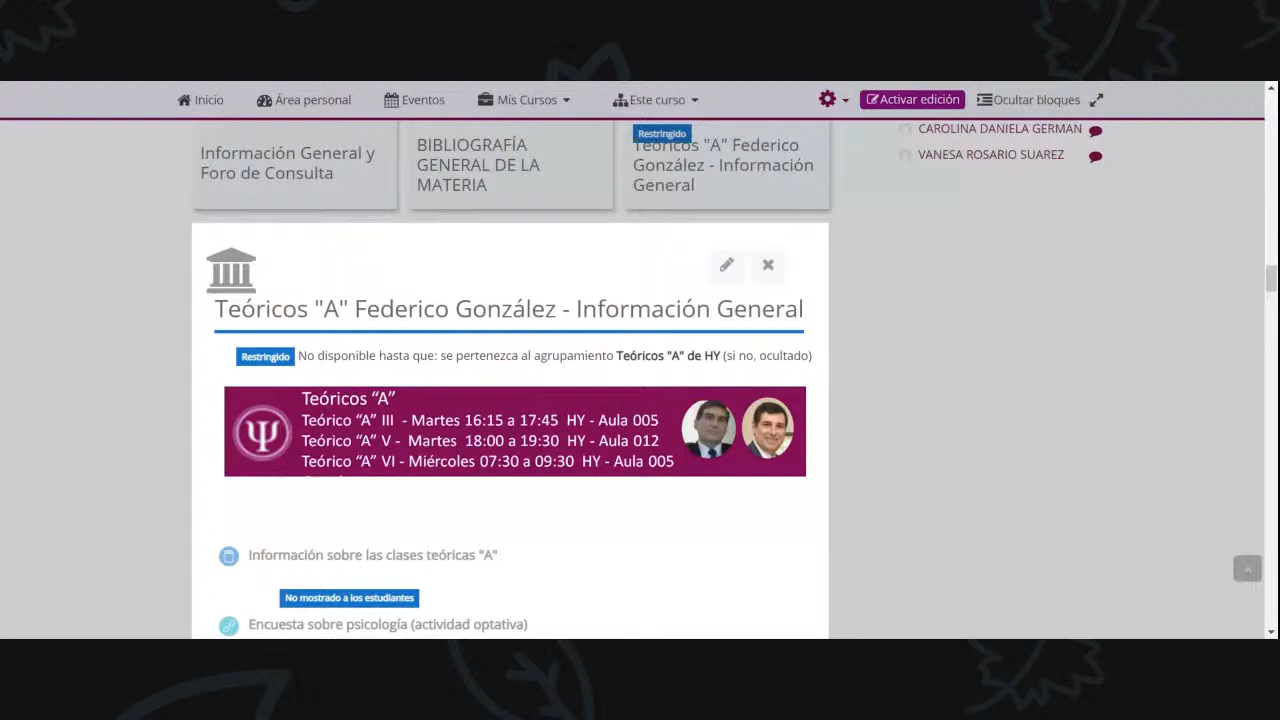 Inicio
Área personal
Eventos
Mis Cursos
Este curso
Activar edición
Ocultar bloques
Información General y
Foro de Consulta
BIBLIOGRAFÍA
GENERAL DE LA
MATERIA
Restringido
Teóricos "A" Federico
González - Información
General
CAROLINA DANIELA GERMAN
VANESA ROSARIO SUAREZ
Teóricos "A" Federico González - Información General
Restringido No disponible hasta que: se pertenezca al agrupamiento Teóricos "A" de HY (si no, ocultado)
Teóricos “A”
Teórico “A” III - Martes 16:15 a 17:45 HY - Aula 005
Teórico “A” V - Martes 18:00 a 19:30 HY - Aula 012
Teórico “A” VI - Miércoles 07:30 a 09:30 HY - Aula 005
Información sobre las clases teóricas "A"
No mostrado a los estudiantes
Encuesta sobre psicología (actividad optativa)